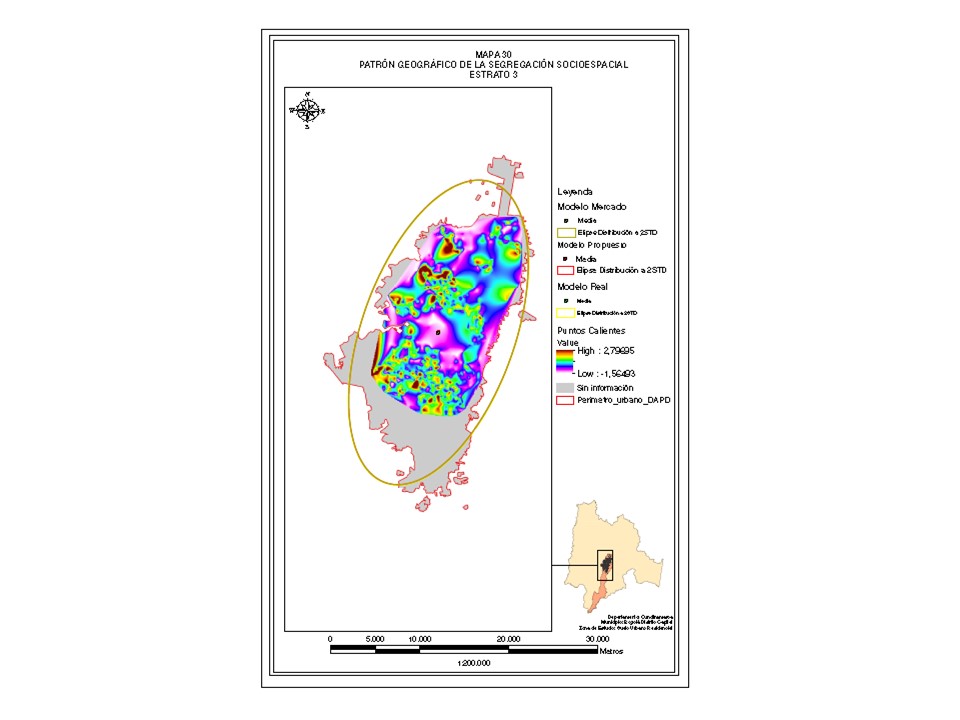 MAPA 30
PATRÓN GEOGRÁFICO DE LA SEGREGACIÓN SOCIOESPACIAL
ESTRATO 3
N
W E
S
Leyenda
Modelo Mercado
Media
Elipse Distribución a 2STD
Modelo Propuesto
Media
Elipse Distribución a 2STD
Modelo Real
Media
Elipse Distribución a 2STD
Puntos Calientes
Value
High : 2,79695
Low : -1,56493
Sin información
Perimetro_urbano_DAPD
Departamento: Cundinamarca
Municipio: Bogotá Distrito Capital
Zona de Estudio: Suelo Urbano Residencial
0 5.000 10.000 20.000 30.000
Metros
1:200.000